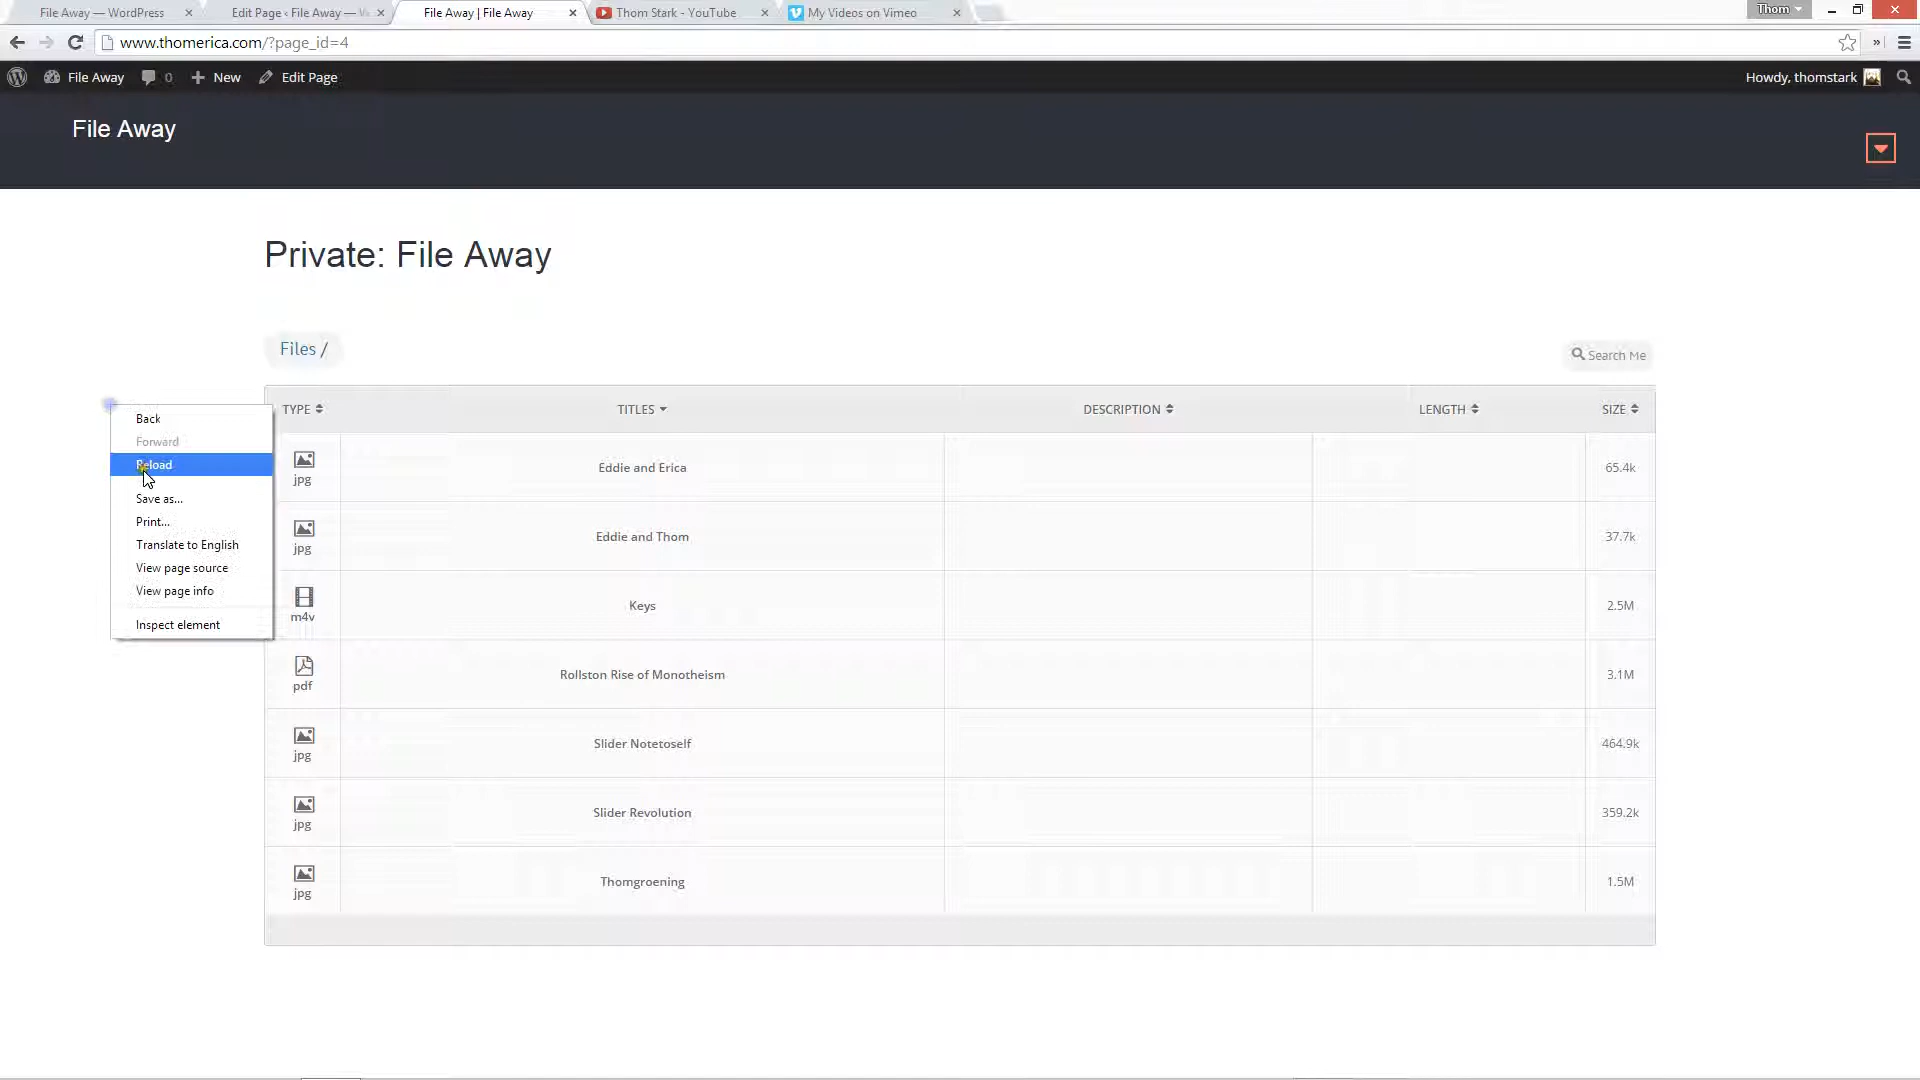 File Away — WordPress
Edit Page ‹ File Away —
File Away | File Away
Thom Stark - YouTube
My Videos on Vimeo
Thom
www.thomerica.com/?page_id=4
File Away
0
New
Edit Page
Howdy, thomstark
File Away
Private: File Away
Files /
Search Me
TYPE TITLES DESCRIPTION LENGTH SIZE
jpg Eddie and Erica 65.4k
jpg Eddie and Thom 37.7k
m4v Keys 2.5M
pdf Rollston Rise of Monotheism 3.1M
jpg Slider Notetoself 464.9k
jpg Slider Revolution 359.2k
jpg Thomgroening 1.5M
Back
Forward
Reload
Save as...
Print...
Translate to English
View page source
View page info
Inspect element